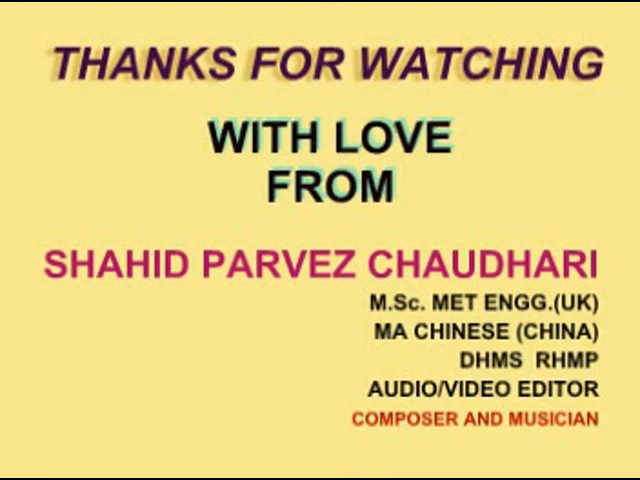 THANKS FOR WATCHING
WITH LOVE
FROM
SHAHID PARVEZ CHAUDHARI
M.Sc. MET ENGG.(UK)
MA CHINESE (CHINA)
DHMS RHMP
AUDIO/VIDEO EDITOR
COMPOSER AND MUSICIAN